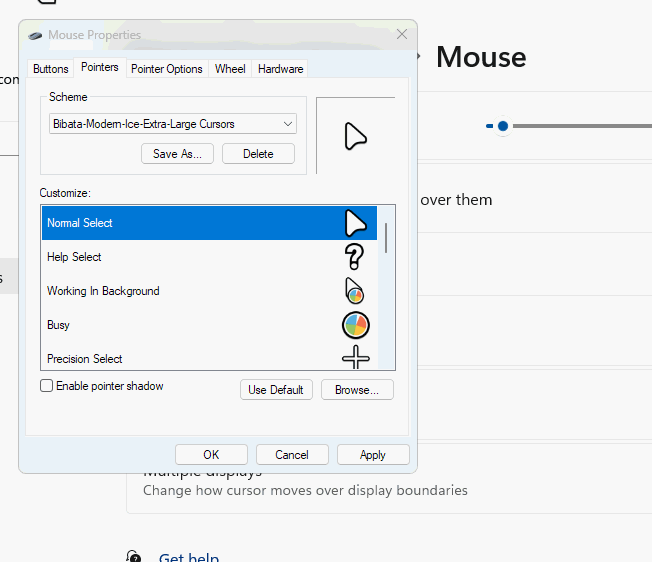 Mouse Properties
Mouse
Buttons
Pointers
Pointer Options
Wheel
Hardware
Scheme
Bibata-Modern-Ice-Extra-Large Cursors
Save As...
Delete
over them
Customize:
Normal Select
Help Select
Working In Background
Busy
Precision Select
Enable pointer shadow
Use Default
Browse...
OK
Cancel
Apply
Multiple displays
Change how cursor moves over display boundaries
Get help